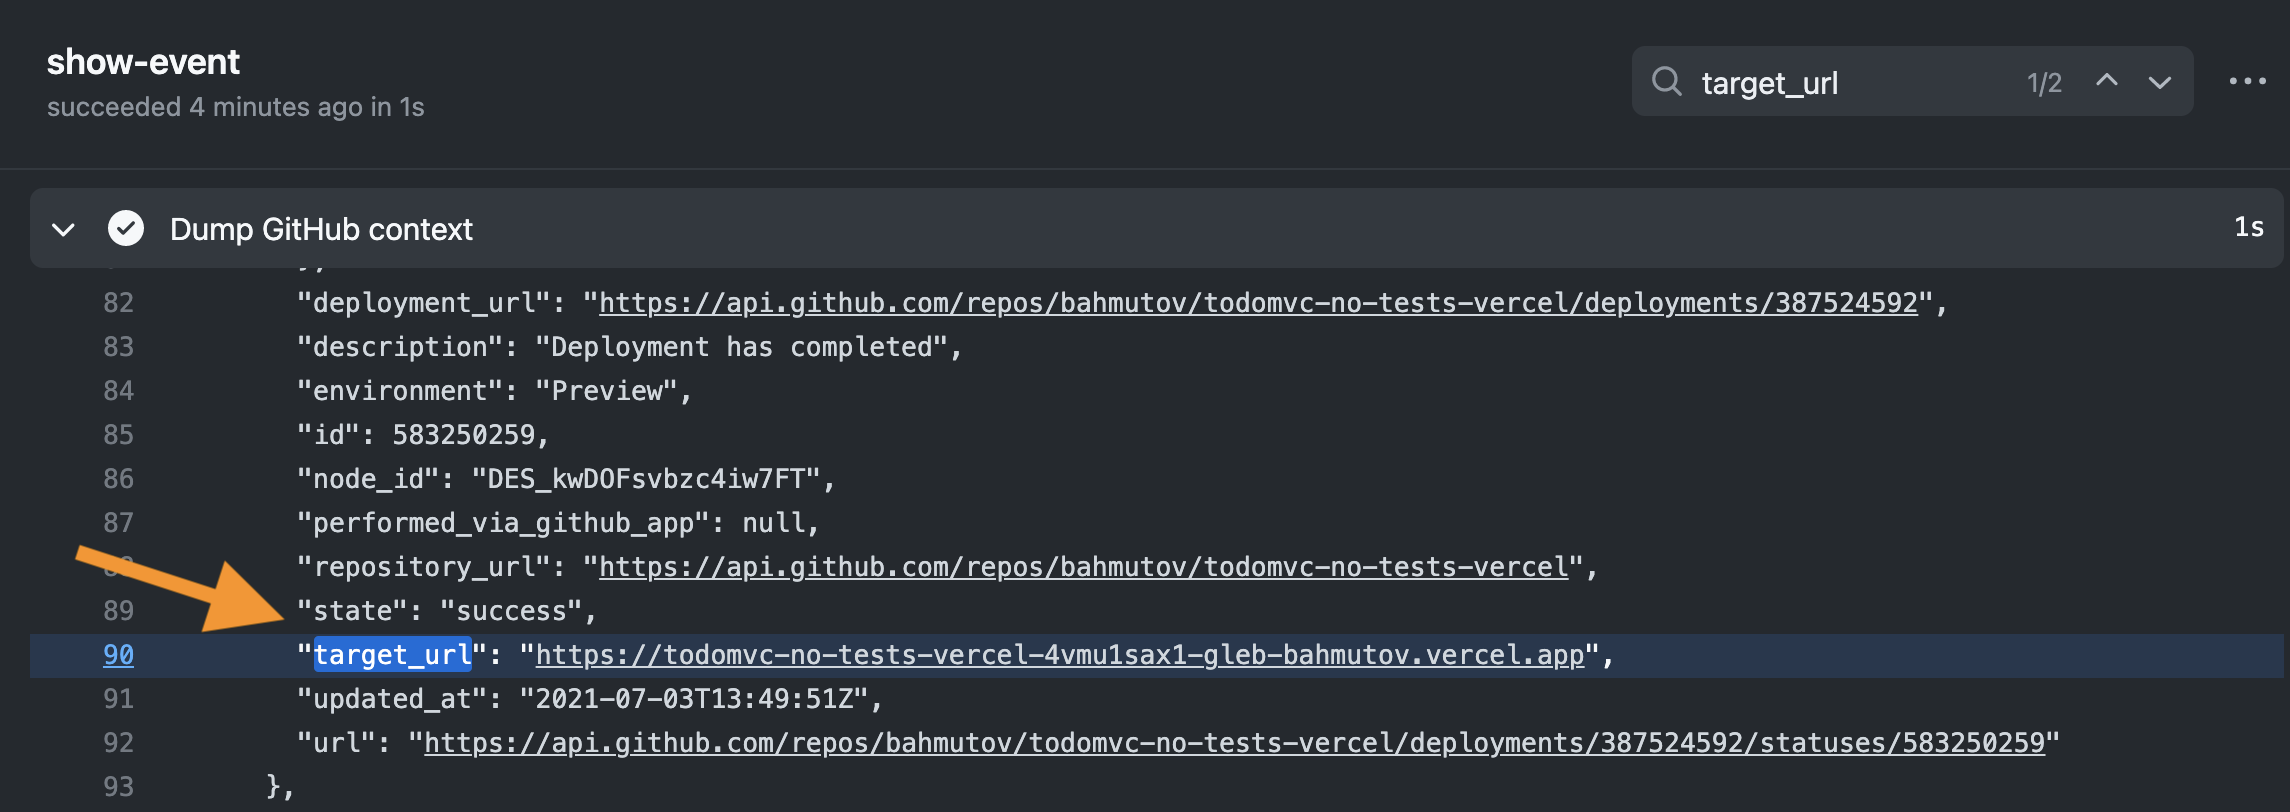 show-event
succeeded 4 minutes ago in 1s
target_url 1/2
Dump GitHub context 1s
82 "deployment_url": "https://api.github.com/repos/bahmutov/todomvc-no-tests-vercel/deployments/387524592",
83 "description": "Deployment has completed",
84 "environment": "Preview",
85 "id": 583250259,
86 "node_id": "DES_kwDOFsvbzc4iw7FT",
87 "performed_via_github_app": null,
"repository_url": "https://api.github.com/repos/bahmutov/todomvc-no-tests-vercel",
89 "state": "success",
90 "target_url": "https://todomvc-no-tests-vercel-4vmu1sax1-gleb-bahmutov.vercel.app",
91 "updated_at": "2021-07-03T13:49:51Z",
92 "url": "https://api.github.com/repos/bahmutov/todomvc-no-tests-vercel/deployments/387524592/statuses/583250259"
93 },